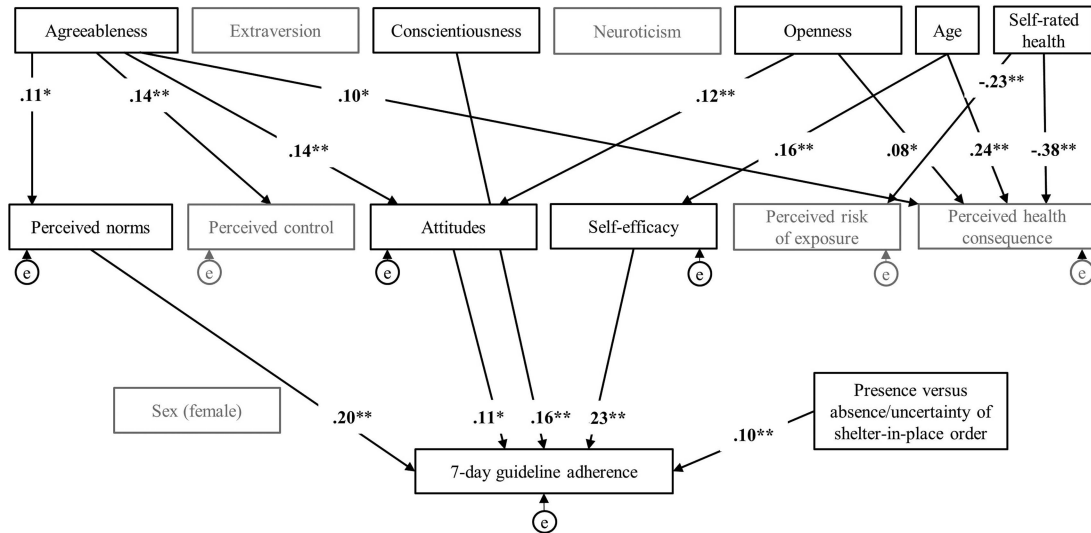 Agreeableness
Extraversion
Conscientiousness
Neuroticism
Openness
Age
Self-rated
health
.11*
.14**
.10*
.12**
-.23**
.14**
.16**
.08*
.24**
-.38**
Perceived norms
Perceived control
Attitudes
Self-efficacy
Perceived risk
of exposure
Perceived health
consequence
e
e
e
e
e
e
Sex (female)
Presence versus
absence/uncertainty of
shelter-in-place order
.20**
.11*
.16**
23**
.10**
7-day guideline adherence
e